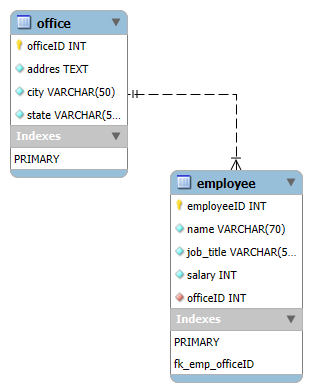 office
officeID INT
addres TEXT
city VARCHAR(50)
state VARCHAR(5...
Indexes
PRIMARY
employee
employeeID INT
name VARCHAR(70)
job_title VARCHAR(5...
salary INT
officeID INT
Indexes
PRIMARY
fk_emp_officeID